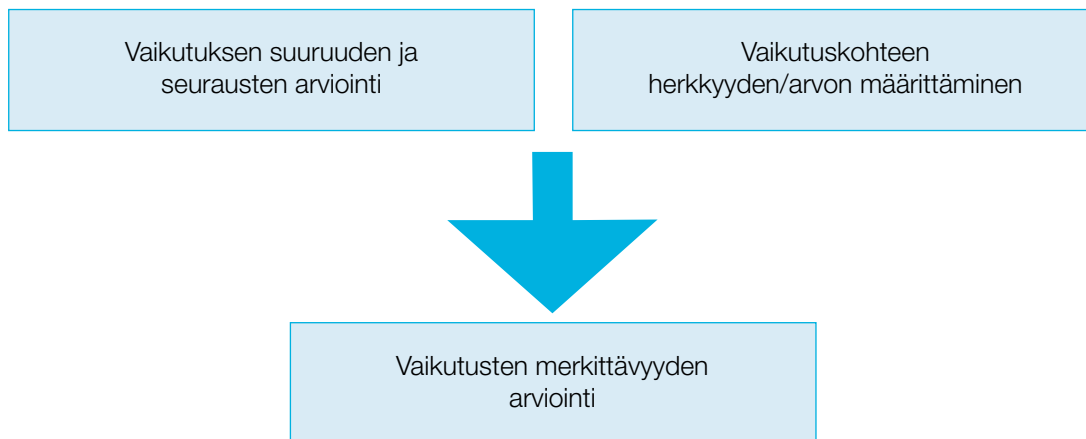 Vaikutuksen suuruuden ja
seurausten arviointi
Vaikutuskohteen
herkkyyden/arvon määrittäminen
Vaikutusten merkittävyyden
arviointi